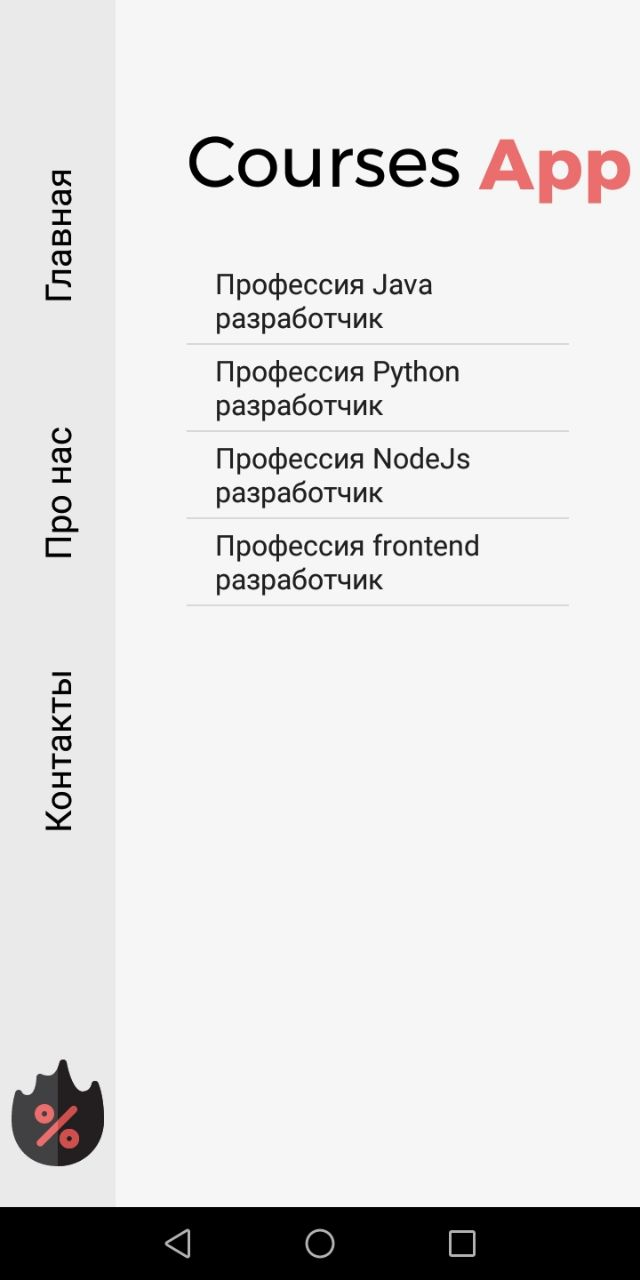 Главная
Про нас
Контакты
%
Courses App
Профессия Java
разработчик
Профессия Python
разработчик
Профессия NodeJs
разработчик
Профессия frontend
разработчик